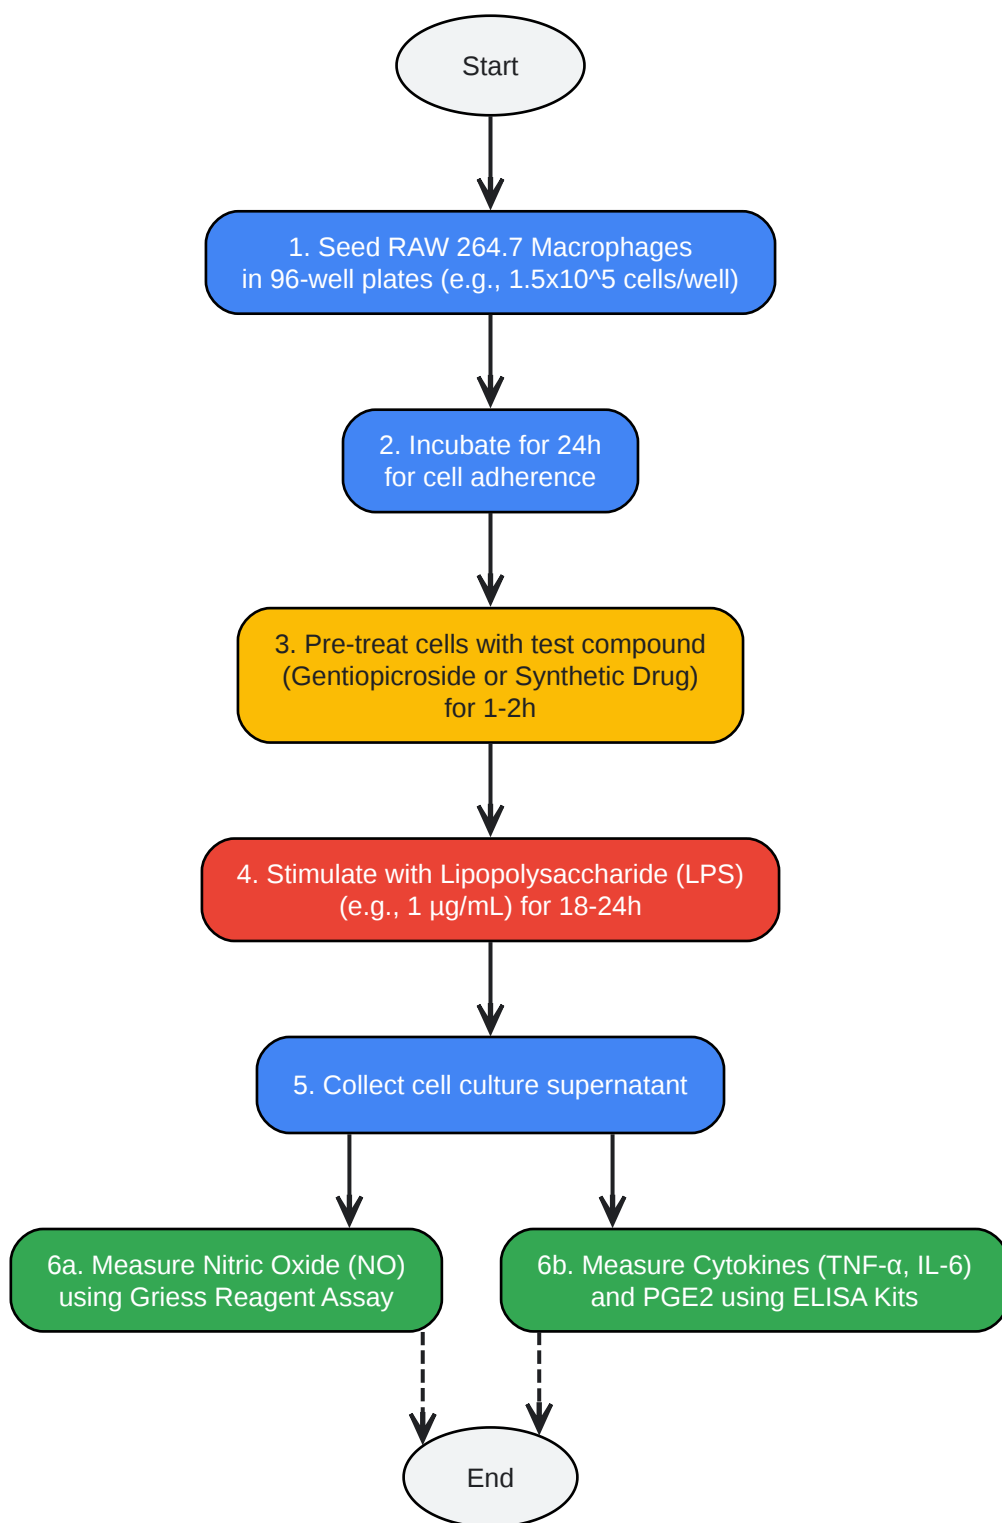 Start
1. Seed RAW 264.7 Macrophages
in 96-well plates (e.g., 1.5x10^5 cells/well)
2. Incubate for 24h
for cell adherence
3. Pre-treat cells with test compound
(Gentiopicroside or Synthetic Drug)
for 1-2h
4. Stimulate with Lipopolysaccharide (LPS)
(e.g., 1 µg/mL) for 18-24h
5. Collect cell culture supernatant
6a. Measure Nitric Oxide (NO)
using Griess Reagent Assay
6b. Measure Cytokines (TNF-α, IL-6)
and PGE2 using ELISA Kits
End